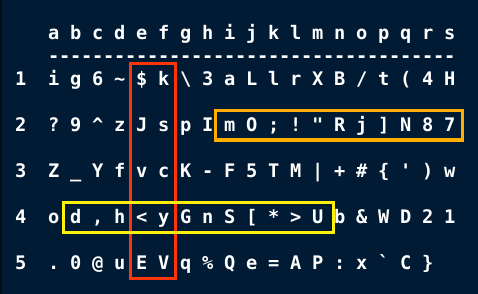 a b c d e f g h i j k l m n o p q r s
-------------------------------------
1 i g 6 ~ $ k \ 3 a L l r X B / t ( 4 H
2 ? 9 ^ z J s p I m O ; ! " R j ] N 8 7
3 Z _ Y f v c K - F 5 T M | + # { ' ) w
4 o d , h < y G n S [ * > U b & W D 2 1
5 . 0 @ u E V q % Q e = A P : x ` C }